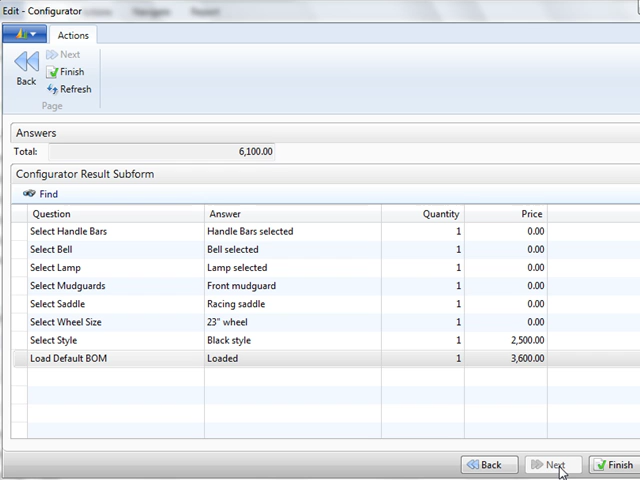 Edit - Configurator
Actions
Back
Next
Finish
Refresh
Page
Answers
Total: 6,100.00
Configurator Result Subform
Find
Question Answer Quantity Price
Select Handle Bars Handle Bars selected 1 0.00
Select Bell Bell selected 1 0.00
Select Lamp Lamp selected 1 0.00
Select Mudguards Front mudguard 1 0.00
Select Saddle Racing saddle 1 0.00
Select Wheel Size 23" wheel 1 0.00
Select Style Black style 1 2,500.00
Load Default BOM Loaded 1 3,600.00
Back Next Finish